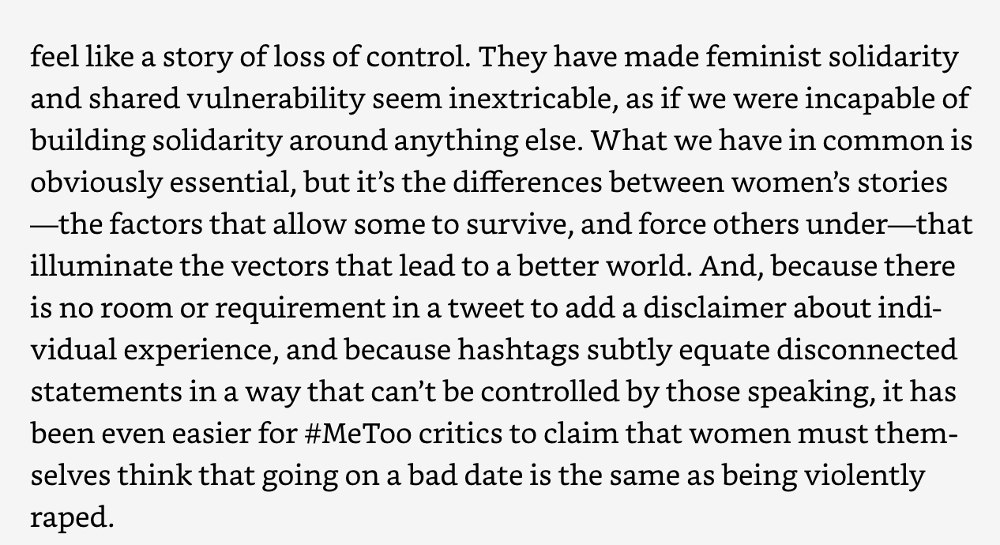 feel like a story of loss of control. They have made feminist solidarity
and shared vulnerability seem inextricable, as if we were incapable of
building solidarity around anything else. What we have in common is
obviously essential, but it’s the differences between women’s stories
—the factors that allow some to survive, and force others under—that
illuminate the vectors that lead to a better world. And, because there
is no room or requirement in a tweet to add a disclaimer about indi-
vidual experience, and because hashtags subtly equate disconnected
statements in a way that can’t be controlled by those speaking, it has
been even easier for #MeToo critics to claim that women must them-
selves think that going on a bad date is the same as being violently
raped.